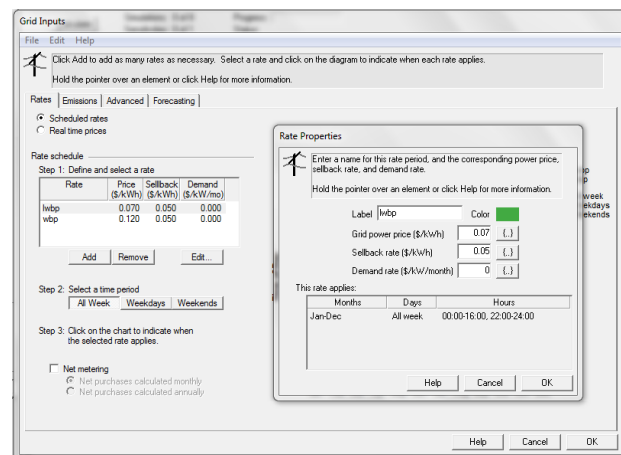 Grid Inputs
File Edit Help
Click Add to add as many rates as necessary. Select a rate and click on the diagram to indicate when each rate applies.
Hold the pointer over an element or click Help for more information.
Rates Emissions Advanced Forecasting
Scheduled rates
Real time prices
Rate schedule
Step 1: Define and select a rate
Rate Price Sellback Demand
($/kWh) ($/kWh) ($/kW/mo)
lwbp 0.070 0.050 0.000
wbp 0.120 0.050 0.000
Add Remove Edit...
Step 2: Select a time period
All Week Weekdays Weekends
Step 3: Click on the chart to indicate when
the selected rate applies.
Net metering
Net purchases calculated monthly
Net purchases calculated annually
Rate Properties
Enter a name for this rate period, and the corresponding power price,
sellback rate, and demand rate.
Hold the pointer over an element or click Help for more information.
Label lwbp Color
Grid power price ($/kWh) 0.07 {..}
Sellback rate ($/kWh) 0.05 {..}
Demand rate ($/kW/month) 0 {..}
This rate applies:
Months Days Hours
Jan-Dec All week 00:00-16:00, 22:00-24:00
Help Cancel OK
week
ekdays
ekends
Help Cancel OK